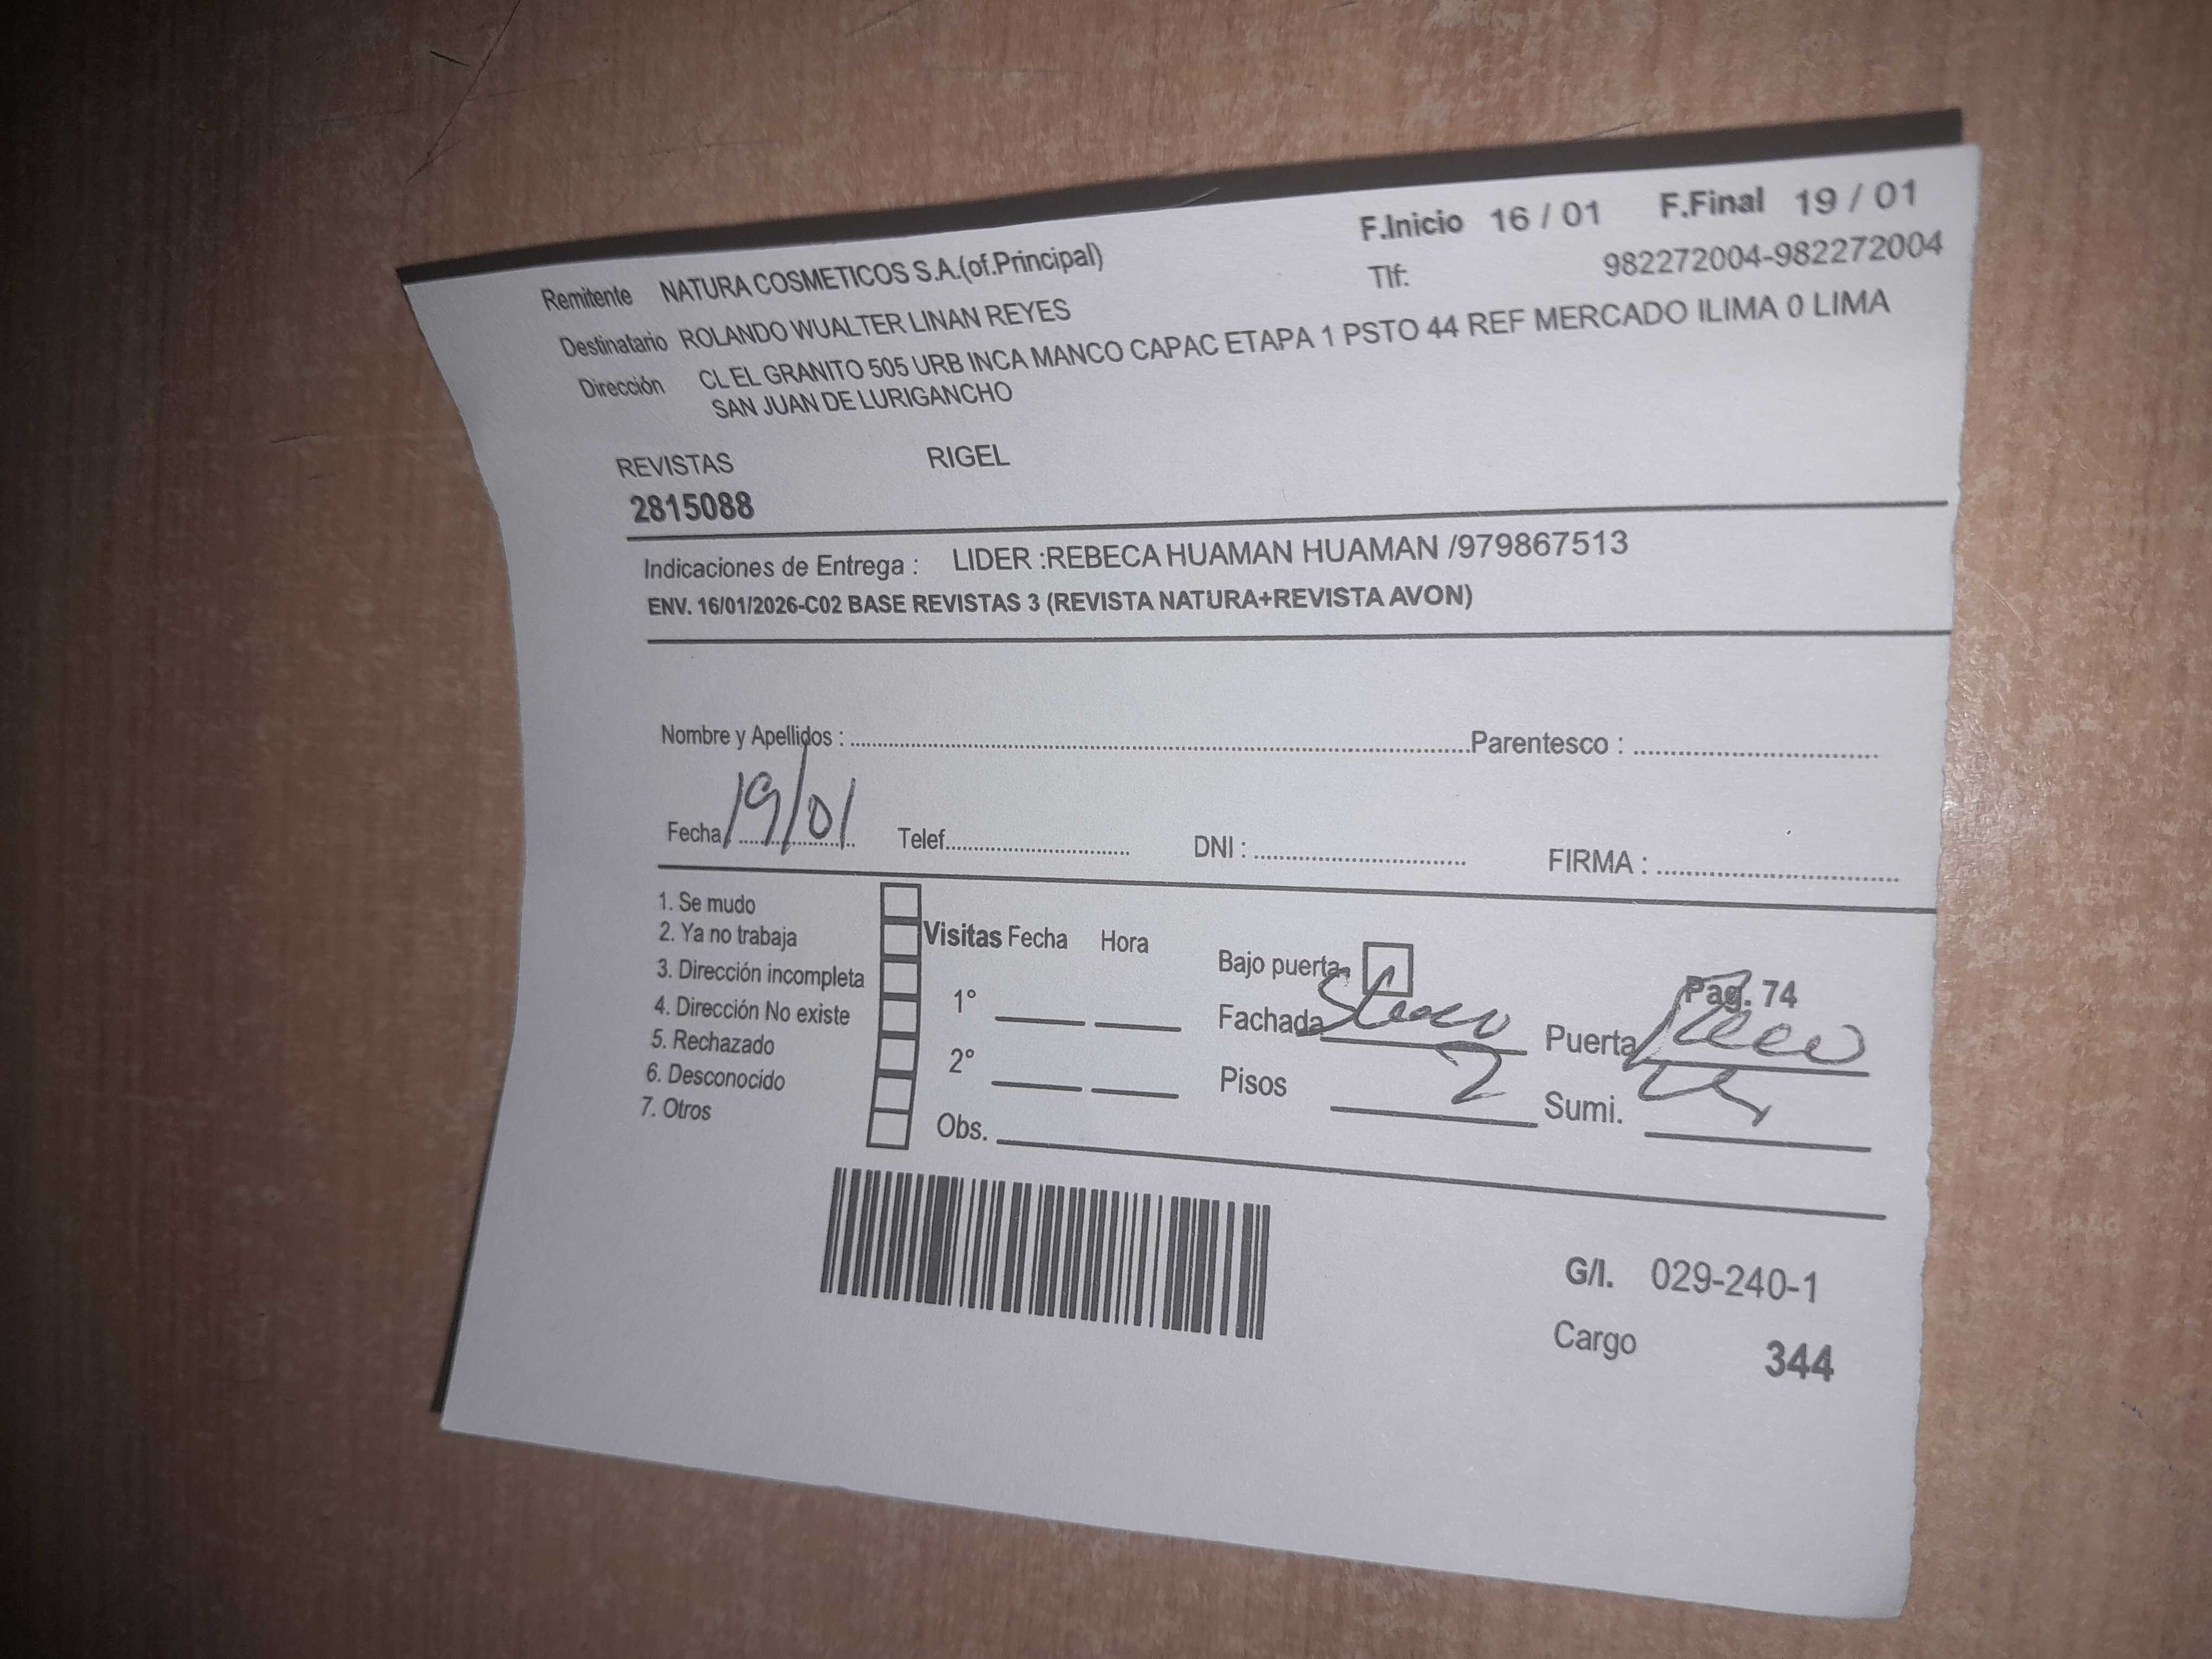 F.Inicio 16 / 01 F.Final 19 / 01
Remitente NATURA COSMETICOS S.A.(of.Principal) Tlf: 982272004-982272004
Destinatario ROLANDO WUALTER LINAN REYES
Dirección CL EL GRANITO 505 URB INCA MANCO CAPAC ETAPA 1 PSTO 44 REF MERCADO ILIMA 0 LIMA
SAN JUAN DE LURIGANCHO
REVISTAS RIGEL
2815088
Indicaciones de Entrega : LIDER :REBECA HUAMAN HUAMAN /979867513
ENV. 16/01/2026-C02 BASE REVISTAS 3 (REVISTA NATURA+REVISTA AVON)
Nombre y Apellidos : Parentesco :
Fecha 19/01 Telef. DNI : FIRMA :
1. Se mudo
2. Ya no trabaja
3. Dirección incompleta
4. Dirección No existe
5. Rechazado
6. Desconocido
7. Otros
Visitas Fecha Hora
1°
2°
Obs.
Bajo puerta
Pag. 74
Fachada Puerta
Pisos 2 Sumi.
G/I. 029-240-1
Cargo 344